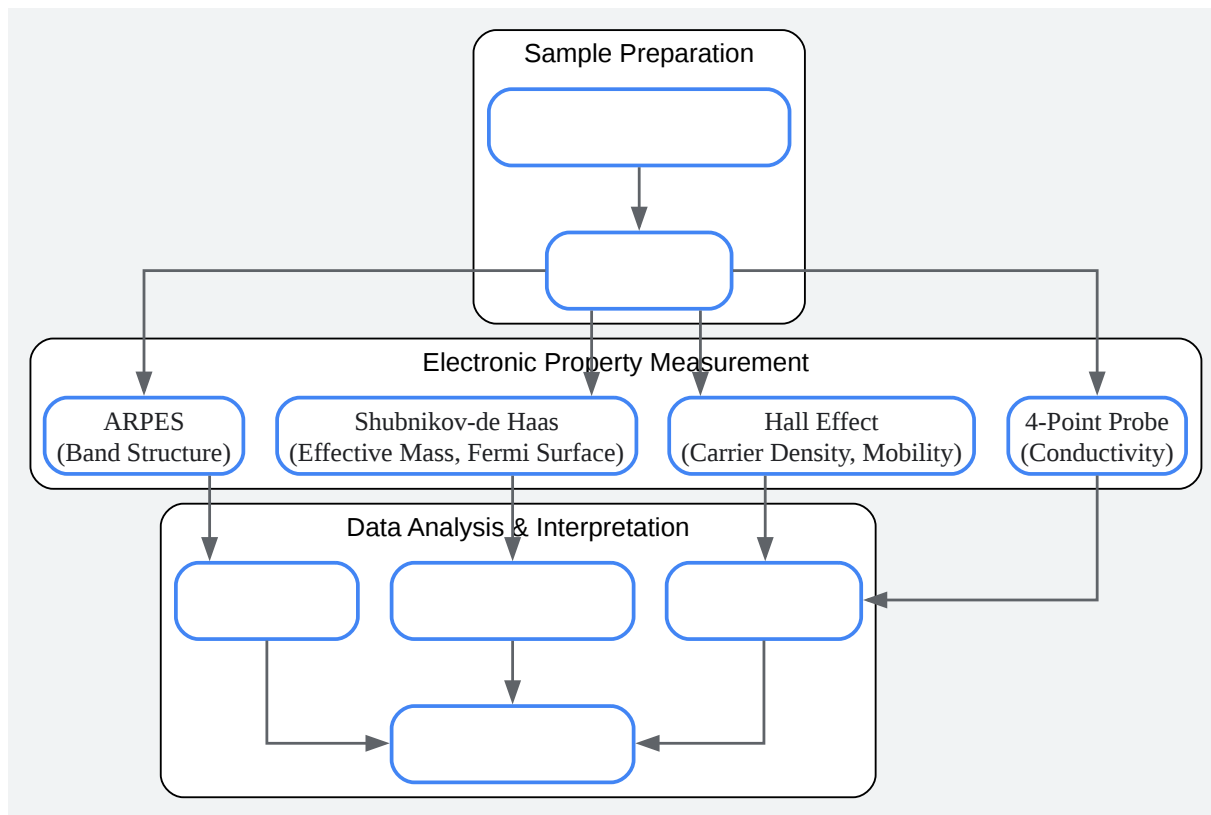 Sample Preparation
Electronic Property Measurement
ARPES
(Band Structure)
Shubnikov-de Haas
(Effective Mass, Fermi Surface)
Hall Effect
(Carrier Density, Mobility)
4-Point Probe
(Conductivity)
Data Analysis & Interpretation